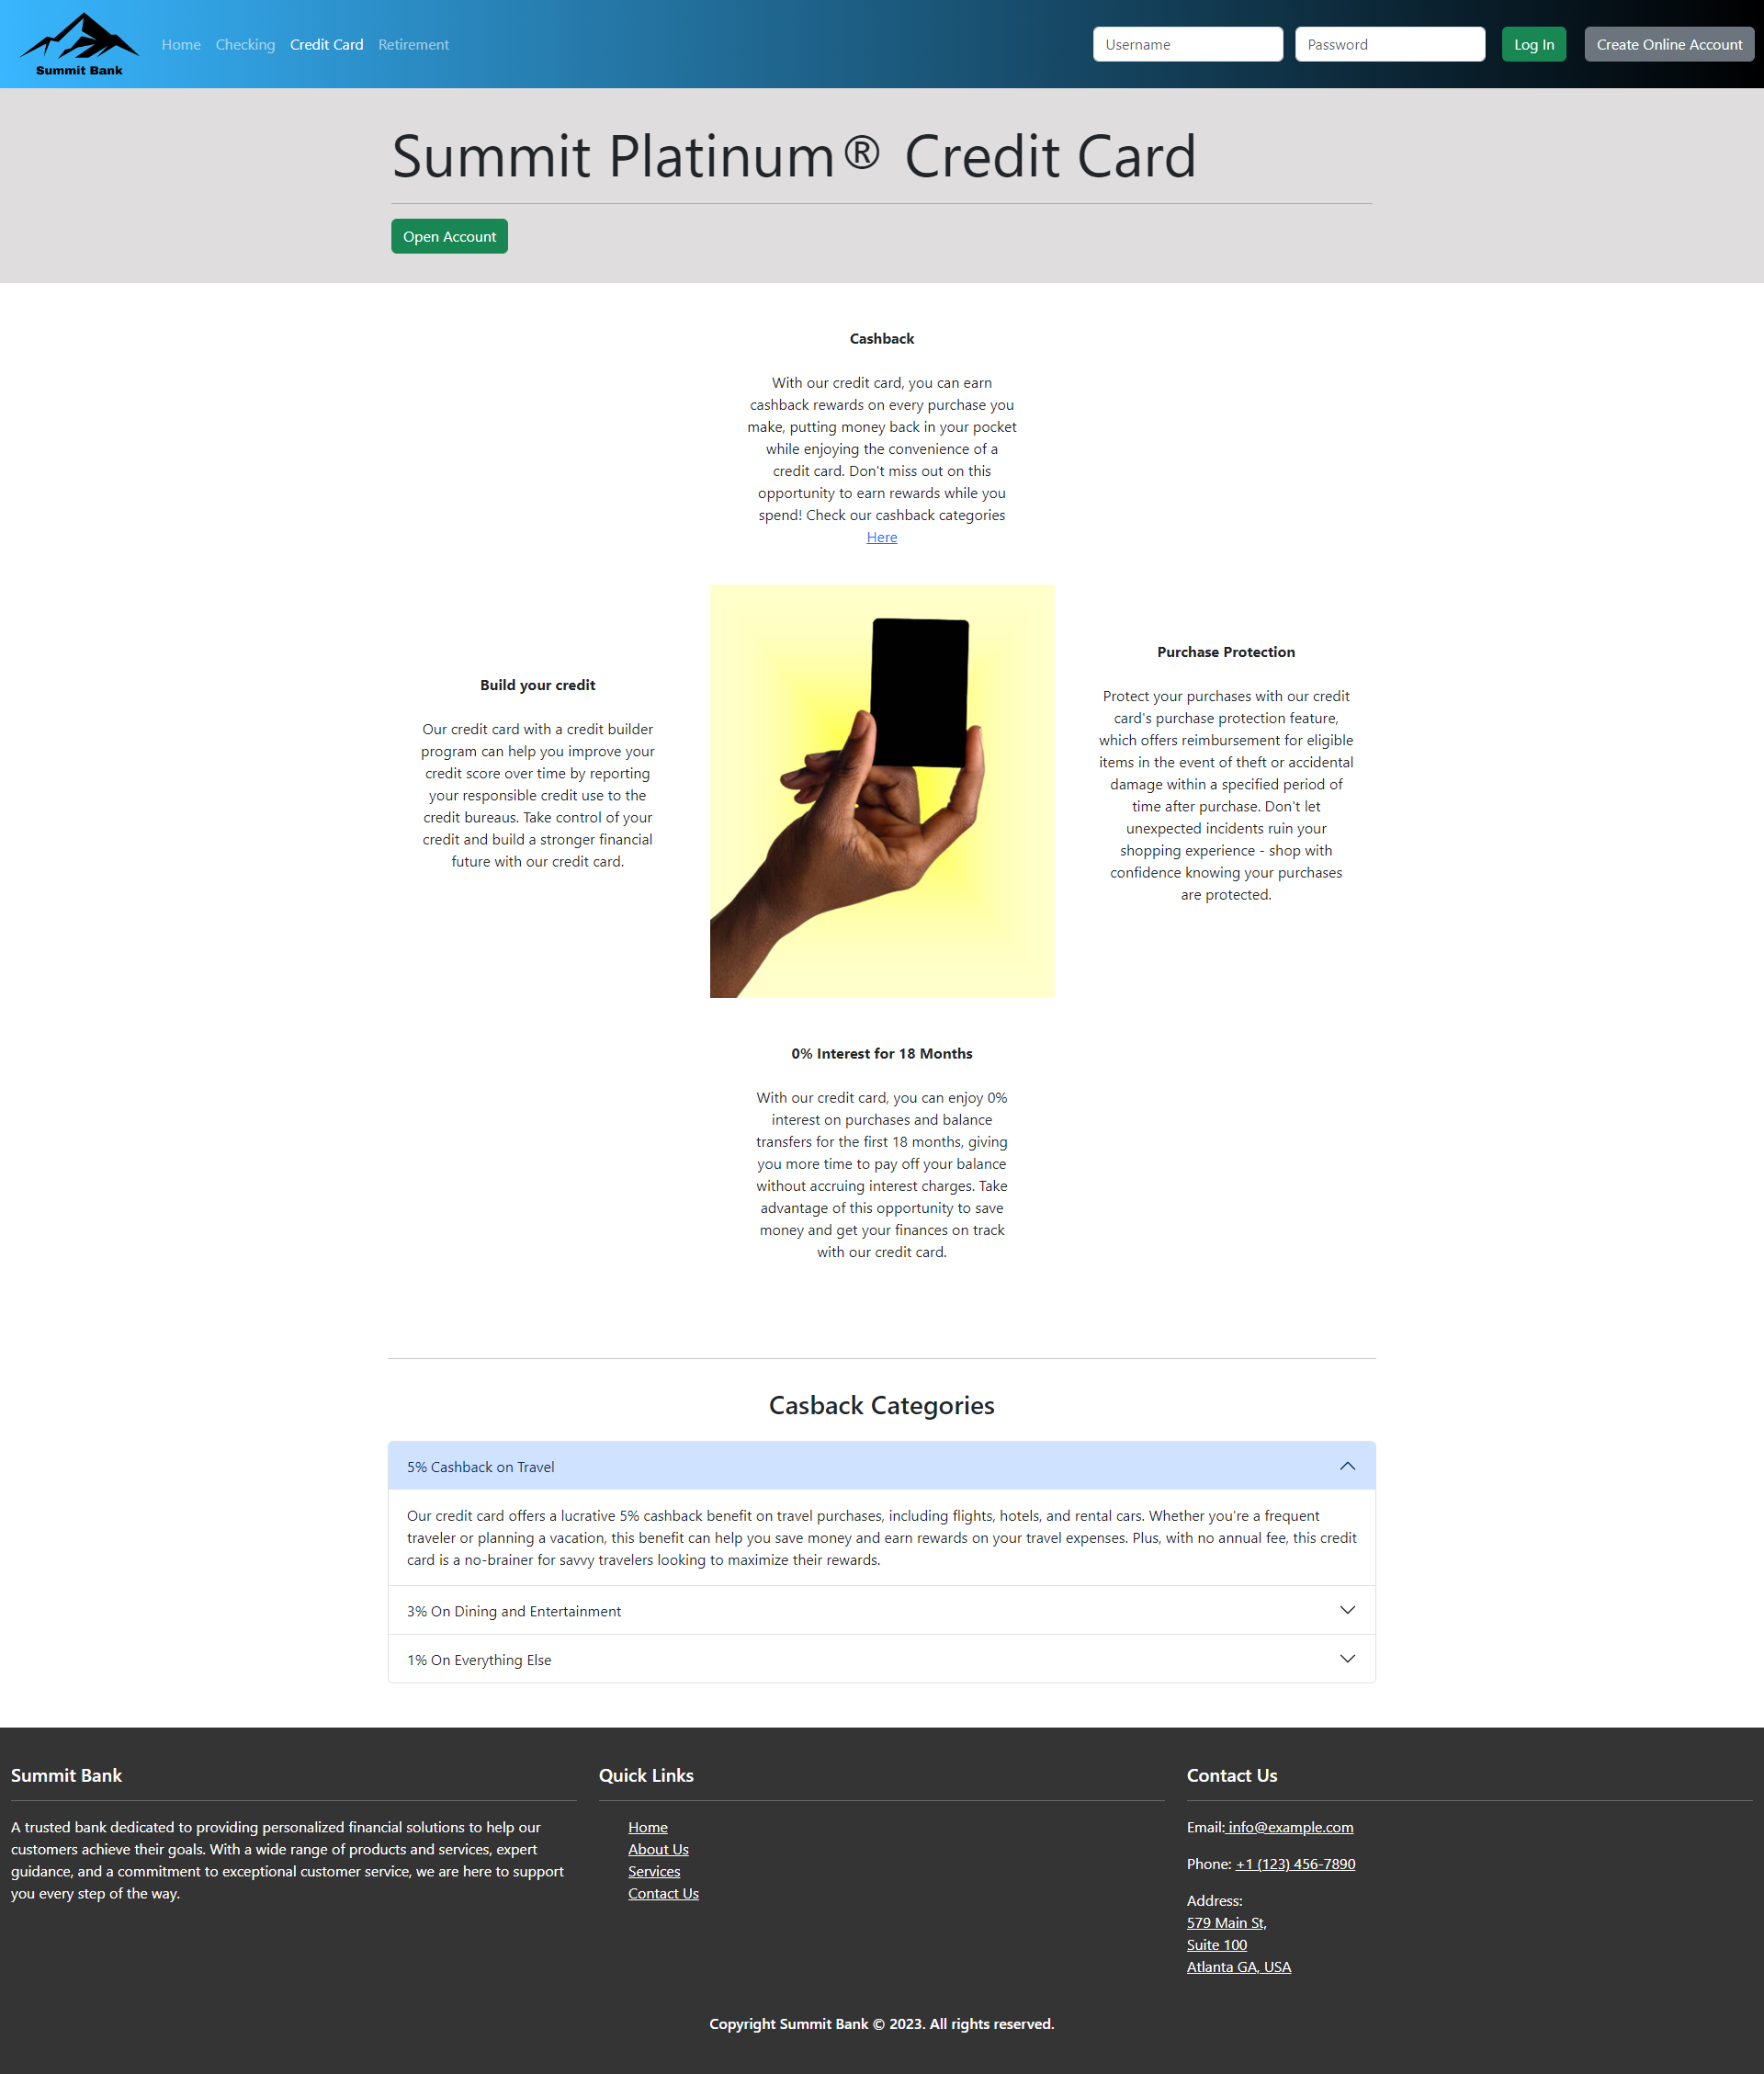 Summit Bank
Home Checking Credit Card Retirement
Username Password Log In Create Online Account
Summit Platinum® Credit Card
Open Account
Cashback
With our credit card, you can earn
cashback rewards on every purchase you
make, putting money back in your pocket
while enjoying the convenience of a
credit card. Don't miss out on this
opportunity to earn rewards while you
spend! Check our cashback categories
Here
Build your credit
Our credit card with a credit builder
program can help you improve your
credit score over time by reporting
your responsible credit use to the
credit bureaus. Take control of your
credit and build a stronger financial
future with our credit card.
Purchase Protection
Protect your purchases with our credit
card's purchase protection feature,
which offers reimbursement for eligible
items in the event of theft or accidental
damage within a specified period of
time after purchase. Don't let
unexpected incidents ruin your
shopping experience - shop with
confidence knowing your purchases
are protected.
0% Interest for 18 Months
With our credit card, you can enjoy 0%
interest on purchases and balance
transfers for the first 18 months, giving
you more time to pay off your balance
without accruing interest charges. Take
advantage of this opportunity to save
money and get your finances on track
with our credit card.
Casback Categories
5% Cashback on Travel
Our credit card offers a lucrative 5% cashback benefit on travel purchases, including flights, hotels, and rental cars. Whether you're a frequent
traveler or planning a vacation, this benefit can help you save money and earn rewards on your travel expenses. Plus, with no annual fee, this credit
card is a no-brainer for savvy travelers looking to maximize their rewards.
3% On Dining and Entertainment
1% On Everything Else
Summit Bank
A trusted bank dedicated to providing personalized financial solutions to help our
customers achieve their goals. With a wide range of products and services, expert
guidance, and a commitment to exceptional customer service, we are here to support
you every step of the way.
Quick Links
Home
About Us
Services
Contact Us
Contact Us
Email: info@example.com
Phone: +1 (123) 456-7890
Address:
579 Main St,
Suite 100
Atlanta GA, USA
Copyright Summit Bank © 2023. All rights reserved.